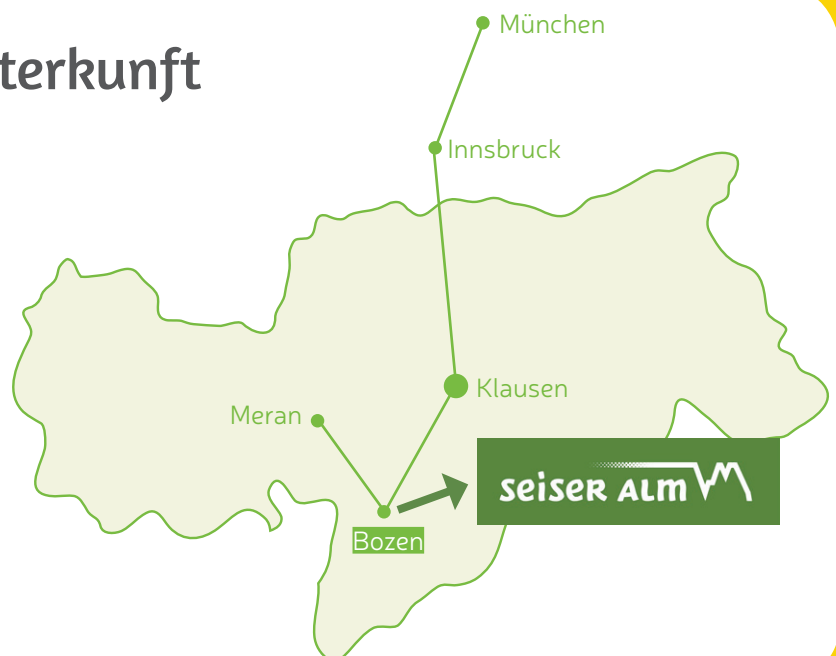 München
terkunft
Innsbruck
Klausen
Meran
seiser alm
Bozen